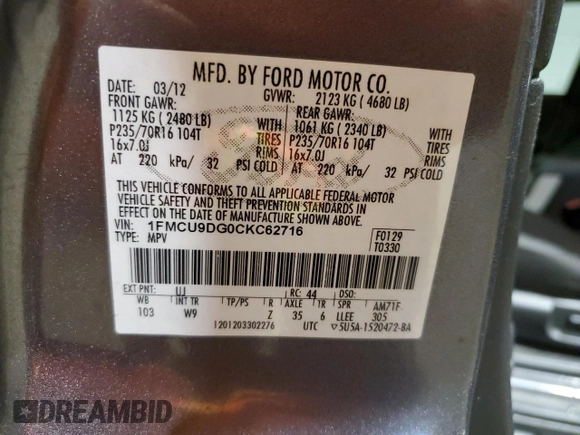 MFD. BY FORD MOTOR CO.
DATE: 03/12 GVWR: 2123 KG (4680 LB)
FRONT GAWR: REAR GAWR:
1125 KG (2480 LB) WITH 1061 KG (2340 LB) WITH
P235/70R16 104T TIRES P235/70R16 104T TIRES
16x7.0J RIMS 16x7.0J RIMS
AT 220 kPa/ 32 PSI COLD AT 220 kPa/ 32 PSI COLD
THIS VEHICLE CONFORMS TO ALL APPLICABLE FEDERAL MOTOR
VEHICLE SAFETY AND THEFT PREVENTION STANDARDS IN
EFFECT ON THE DATE OF MANUFACTURE SHOWN ABOVE.
VIN: 1FMCU9DG0CKC62716 F0129
TYPE: MPV T0330
EXT PNT: UJ RC: 44 DSO: AM71F
WB INT TR TP/PS R AXLE TR SPR
103 W9 Z 35 6 LLEE 305
1201203302276 UTC ▽5U5A-1520472-BA
DREAMBID